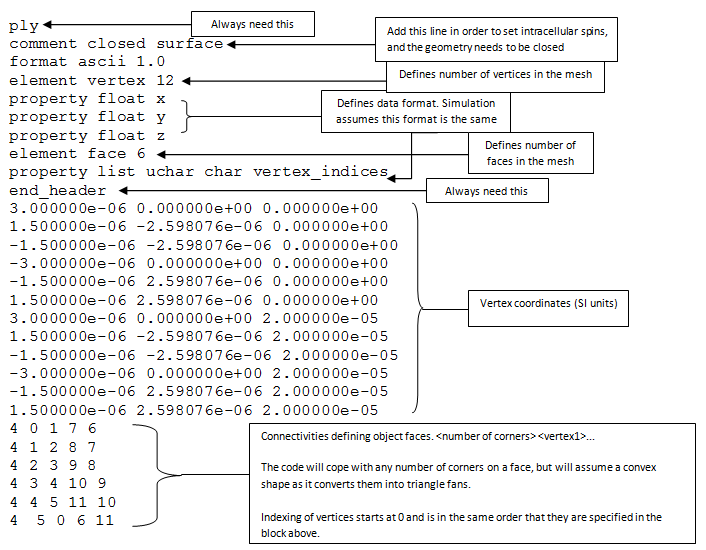 ply
Always need this
comment closed surface
Add this line in order to set intracellular spins,
and the geometry needs to be closed
format ascii 1.0
element vertex 12
Defines number of vertices in the mesh
property float x
property float y
property float z
Defines data format. Simulation
assumes this format is the same
element face 6
Defines number of
faces in the mesh
property list uchar char vertex_indices
end_header
Always need this
3.000000e-06 0.000000e+00 0.000000e+00
1.500000e-06 -2.598076e-06 0.000000e+00
-1.500000e-06 -2.598076e-06 0.000000e+00
-3.000000e-06 0.000000e+00 0.000000e+00
-1.500000e-06 2.598076e-06 0.000000e+00
1.500000e-06 2.598076e-06 0.000000e+00
3.000000e-06 0.000000e+00 2.000000e-05
1.500000e-06 -2.598076e-06 2.000000e-05
-1.500000e-06 -2.598076e-06 2.000000e-05
-3.000000e-06 0.000000e+00 2.000000e-05
-1.500000e-06 2.598076e-06 2.000000e-05
1.500000e-06 2.598076e-06 2.000000e-05
Vertex coordinates (SI units)
4 0 1 7 6
4 1 2 8 7
4 2 3 9 8
4 3 4 10 9
4 4 5 11 10
4 5 0 6 11
Connectivities defining object faces. <number of corners><vertex1>...
The code will cope with any number of corners on a face, but will assume a convex
shape as it converts them into triangle fans.
Indexing of vertices starts at 0 and is in the same order that they are specified in the
block above.